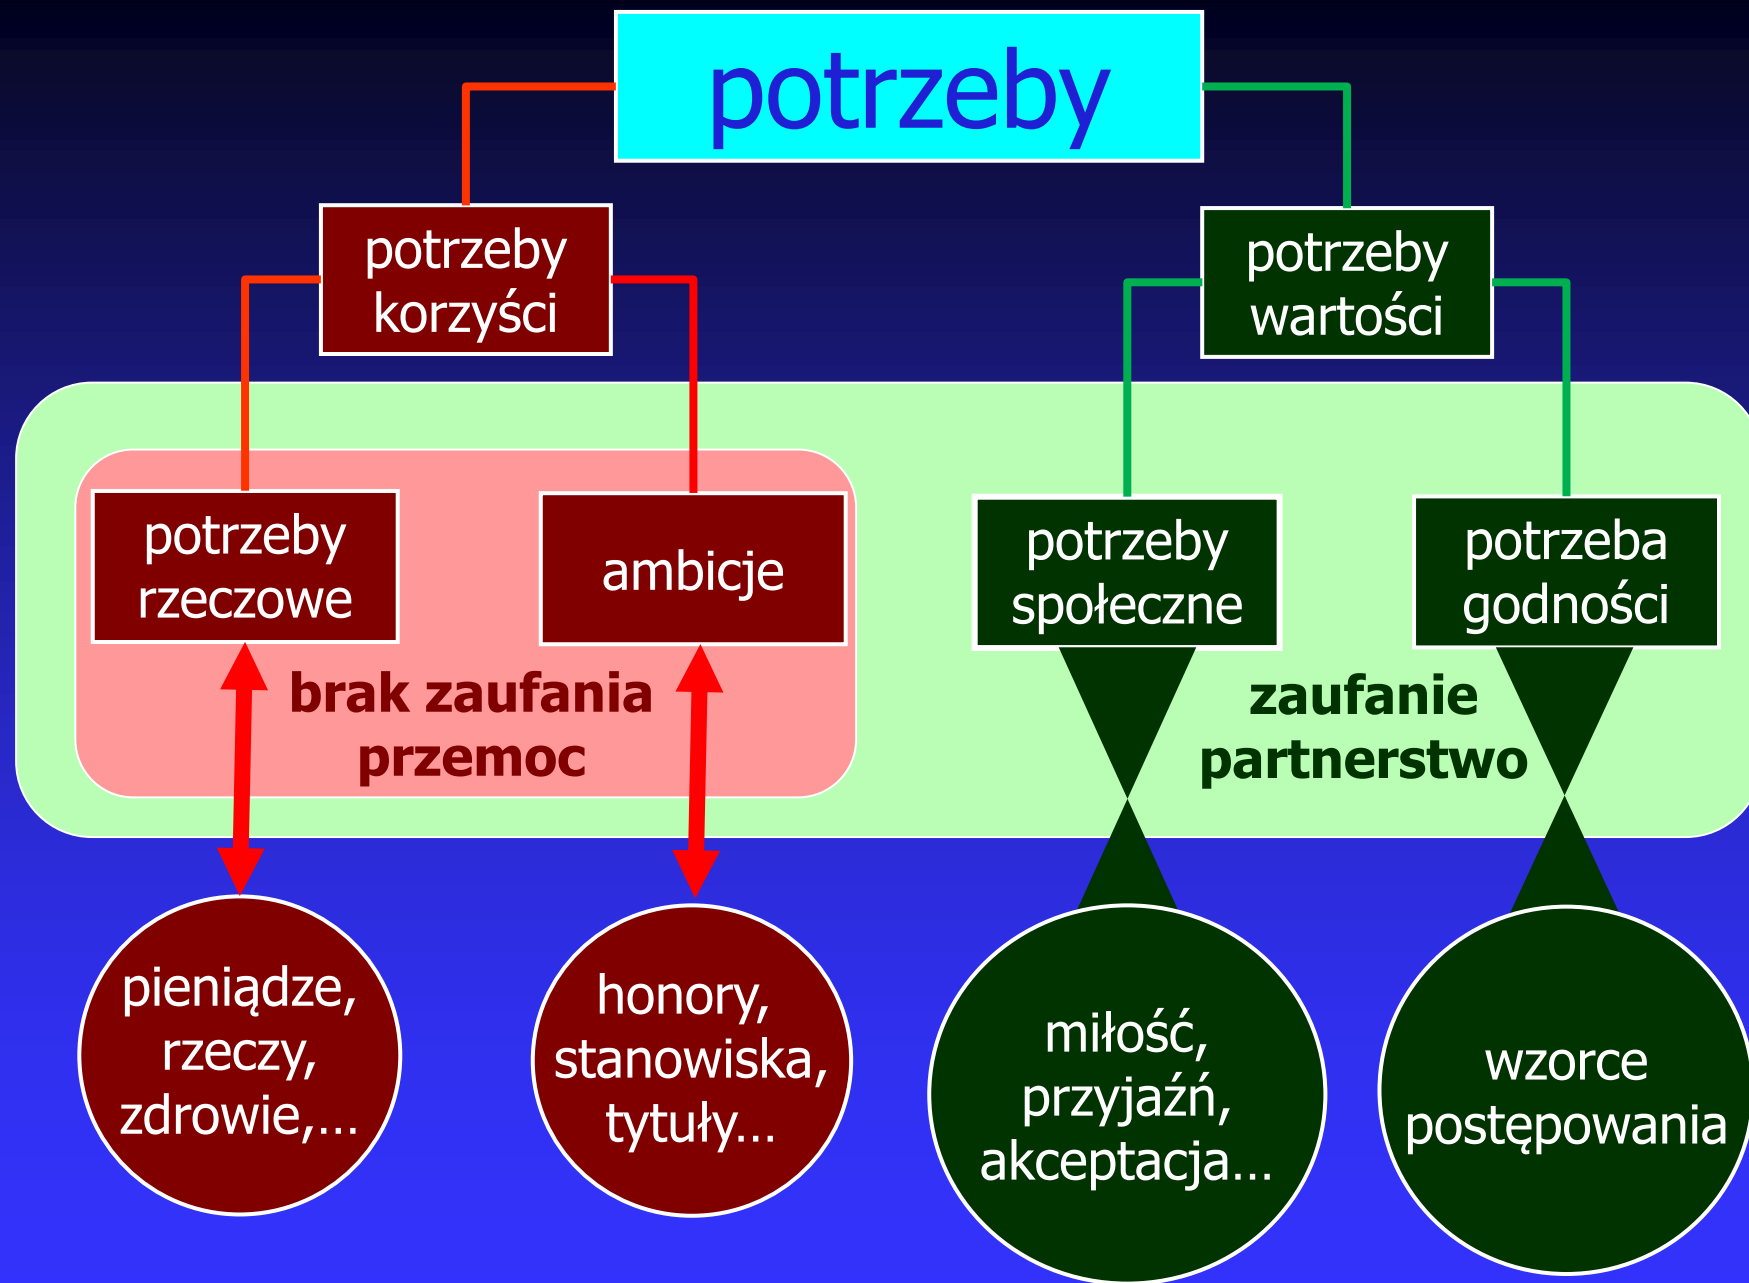 potrzeby
potrzeby
korzyści
potrzeby
wartości
potrzeby
rzeczowe
ambicje
potrzeby
społeczne
potrzeba
godności
brak zaufania
przemoc
zaufanie
partnerstwo
pieniądze,
rzeczy,
zdrowie,...
honory,
stanowiska,
tytuły...
miłość,
przyjaźń,
akceptacja...
wzorce
postępowania